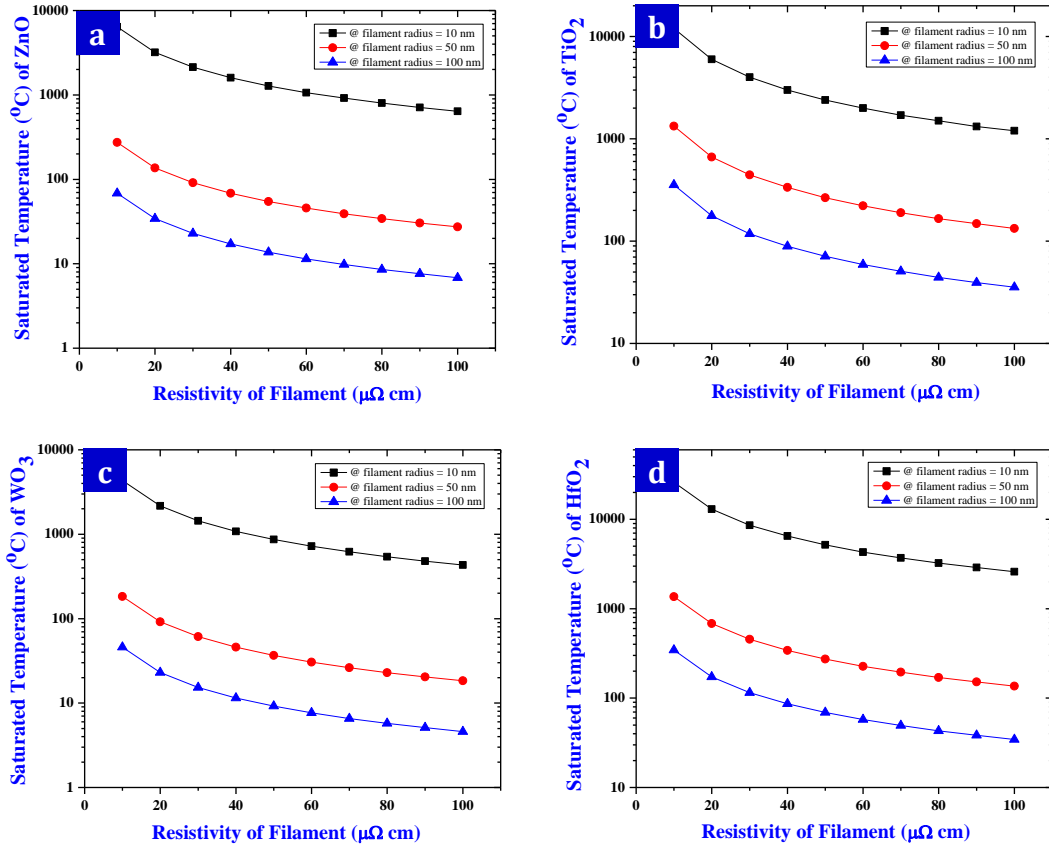 a
@ filament radius = 10 nm
@ filament radius = 50 nm
@ filament radius = 100 nm
10000
1000
100
10
1
Saturated Temperature (⁰C) of ZnO
0 20 40 60 80 100
Resistivity of Filament (μΩ cm)
b
@ filament radius = 10 nm
@ filament radius = 50 nm
@ filament radius = 100 nm
10000
1000
100
10
Saturated Temperature (⁰C) of TiO₂
0 20 40 60 80 100
Resistivity of Filament (μΩ cm)
c
@ filament radius = 10 nm
@ filament radius = 50 nm
@ filament radius = 100 nm
10000
1000
100
10
1
Saturated Temperature (⁰C) of WO₃
0 20 40 60 80 100
Resistivity of Filament (μΩ cm)
d
@ filament radius = 10 nm
@ filament radius = 50 nm
@ filament radius = 100 nm
10000
1000
100
10
Saturated Temperature (⁰C) of HfO₂
0 20 40 60 80 100
Resistivity of Filament (μΩ cm)